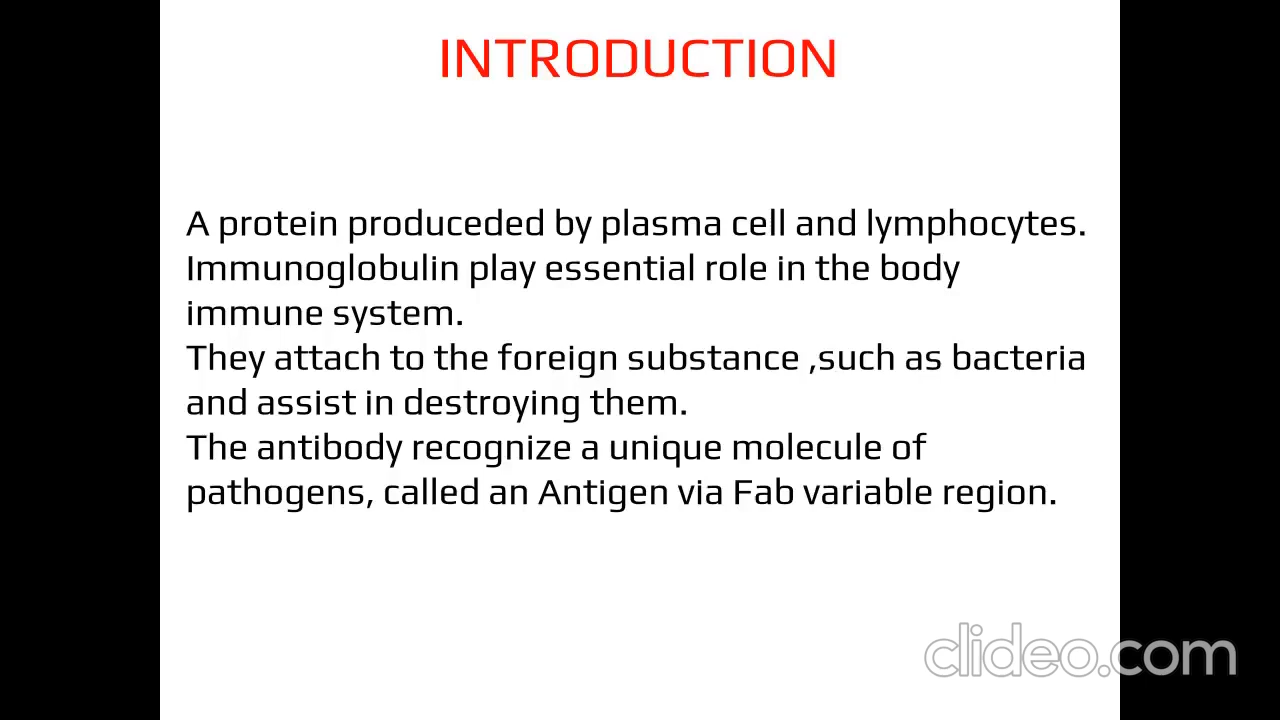 INTRODUCTION
A protein produceded by plasma cell and lymphocytes.
Immunoglobulin play essential role in the body
immune system.
They attach to the foreign substance ,such as bacteria
and assist in destroying them.
The antibody recognize a unique molecule of
pathogens, called an Antigen via Fab variable region.
clideo.com